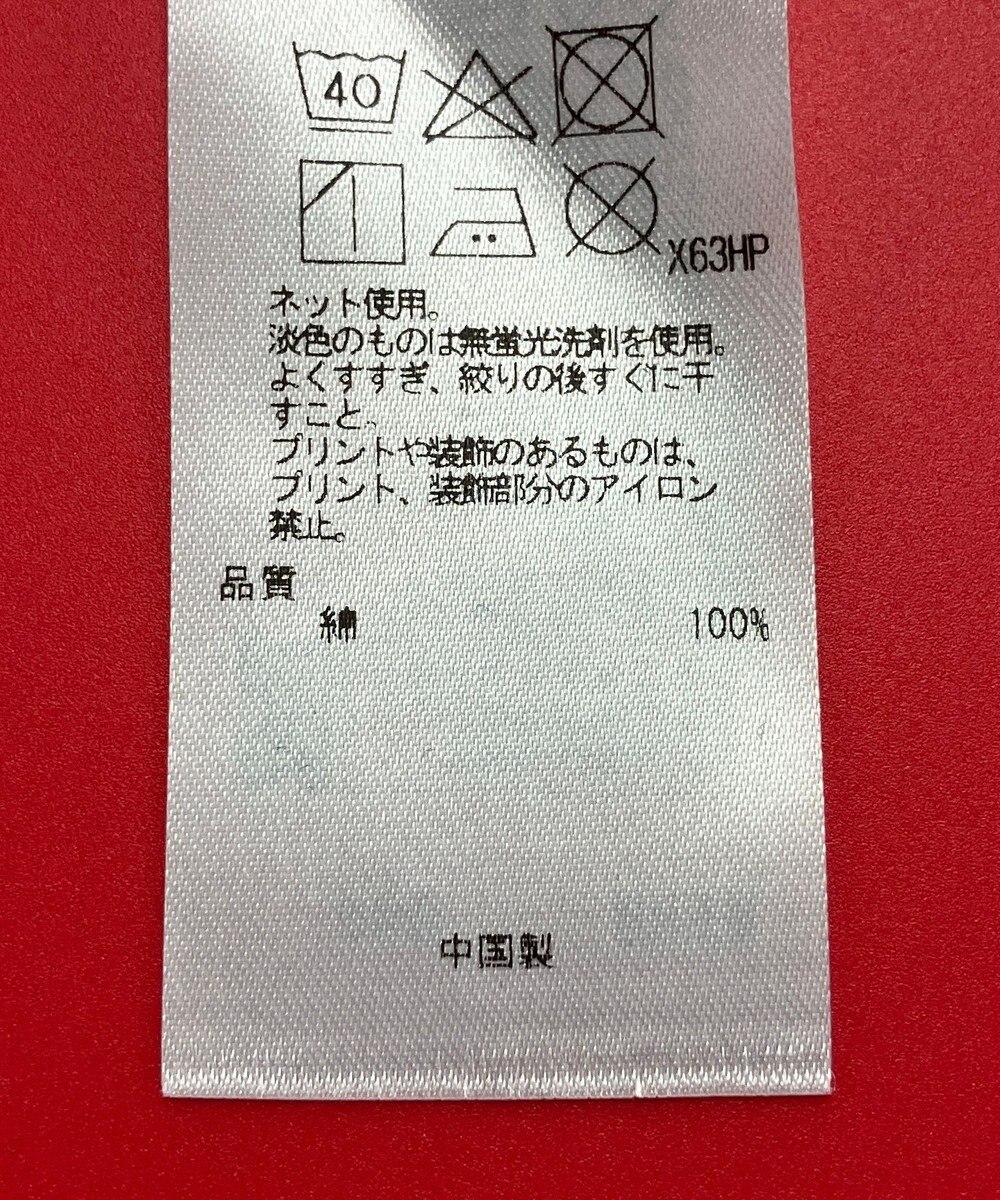 40
X63HP
ネット使用。
淡色のものは無蛍光洗剤を使用。
よくすすぎ、絞りの後すぐに干
すこと。
プリントや装飾のあるものは、
プリント、装飾部分のアイロン
禁止。
品質
綿 100%
中国製